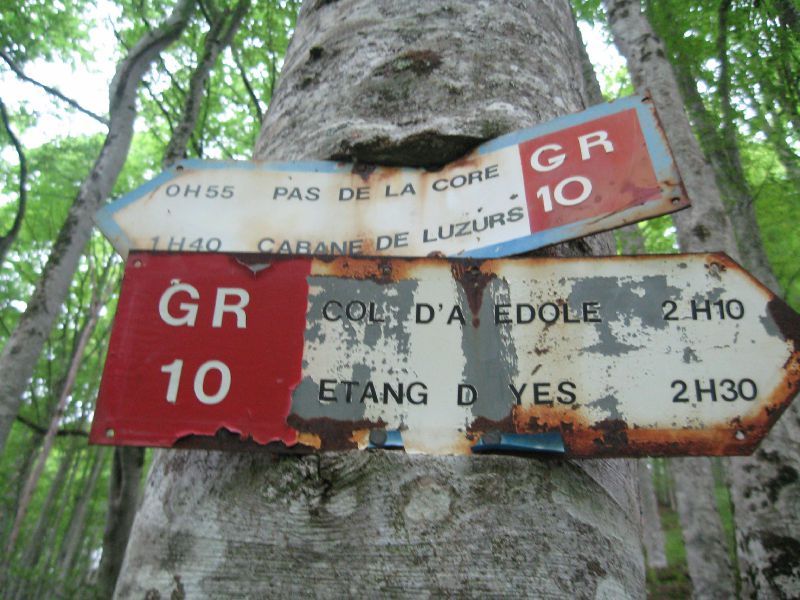 0H55 PAS DE LA CORE
1H40 CABANE DE LUZURS
GR
10
GR
10
COL D'A EDOLE 2H10
ETANG D YES 2H30